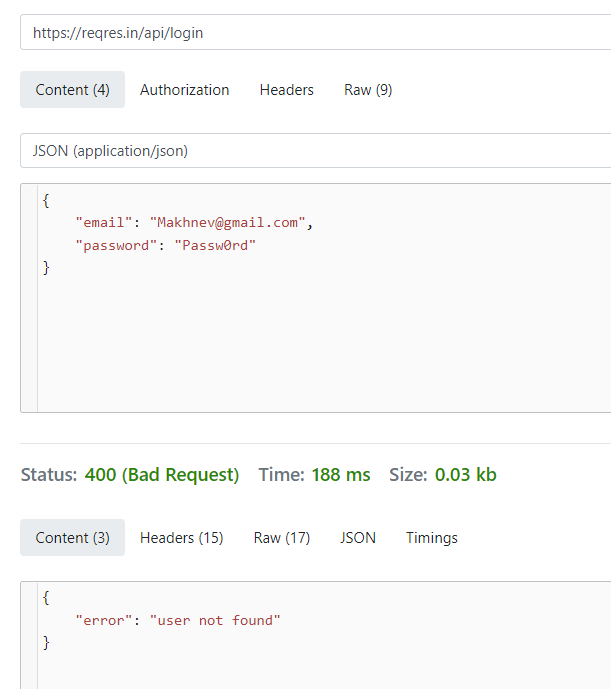 https://reqres.in/api/login
Content (4) Authorization Headers Raw (9)
JSON (application/json)
{
"email": "Makhnev@gmail.com",
"password": "Passw0rd"
}
Status: 400 (Bad Request) Time: 188 ms Size: 0.03 kb
Content (3) Headers (15) Raw (17) JSON Timings
{
"error": "user not found"
}